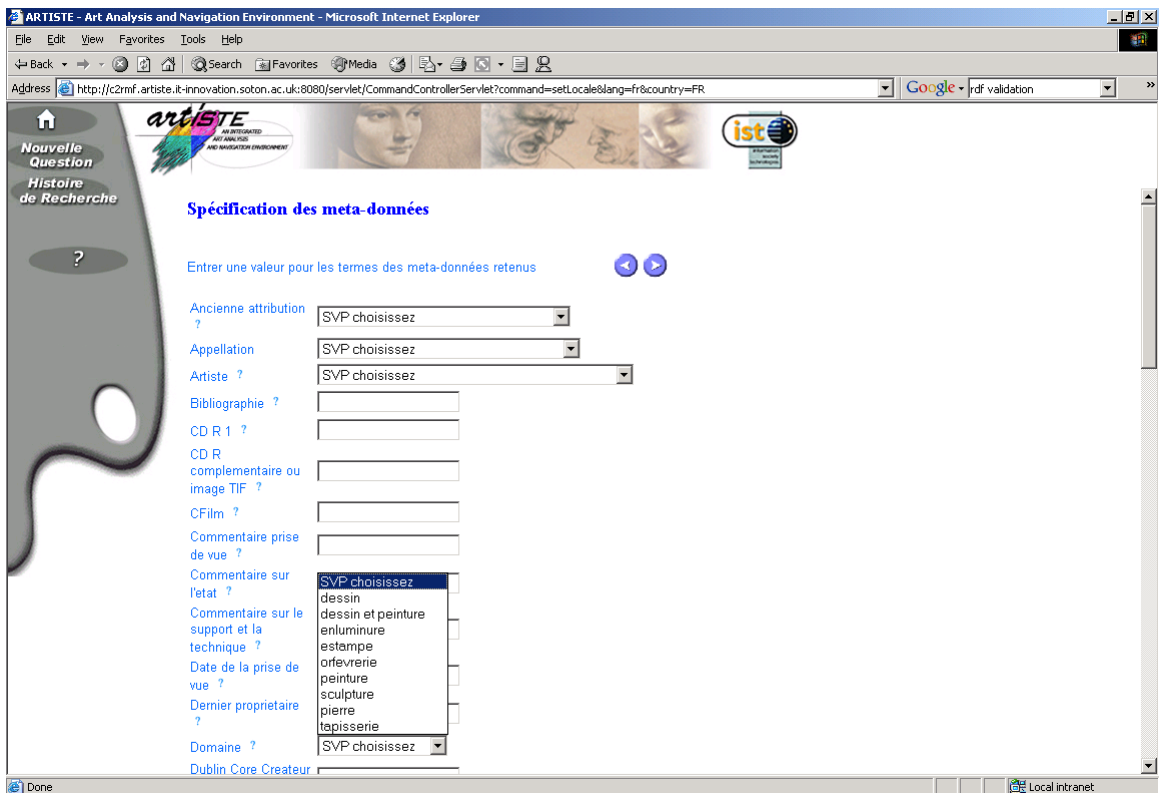 ARTISTE - Art Analysis and Navigation Environment - Microsoft Internet Explorer
File Edit View Favorites Tools Help
Back Search Favorites Media
Address http://c2rmf.artiste.it-innovation.soton.ac.uk:8080/servlet/CommandControllerServlet?command=setLocale&lang=fr&country=FR Google rdf validation »
Nouvelle
Question
Histoire
de Recherche
?
artiSTE
AN INTEGRATED
ART ANALYSIS
AND NAVIGATION ENVIRONMENT
ist
information
society
technologies
Spécification des meta-données
Entrer une valeur pour les termes des meta-données retenus
Ancienne attribution
?
SVP choisissez
Appellation SVP choisissez
Artiste ? SVP choisissez
Bibliographie ?
CD R 1 ?
CD R
complementaire ou
image TIF ?
CFilm ?
Commentaire prise
de vue ?
Commentaire sur
l'etat ?
Commentaire sur le
support et la
technique ?
Date de la prise de
vue ?
Dernier proprietaire
?
SVP choisissez
dessin
dessin et peinture
enluminure
estampe
orfevrerie
peinture
sculpture
pierre
tapisserie
Domaine ? SVP choisissez
Dublin Core Createur
Done Local intranet